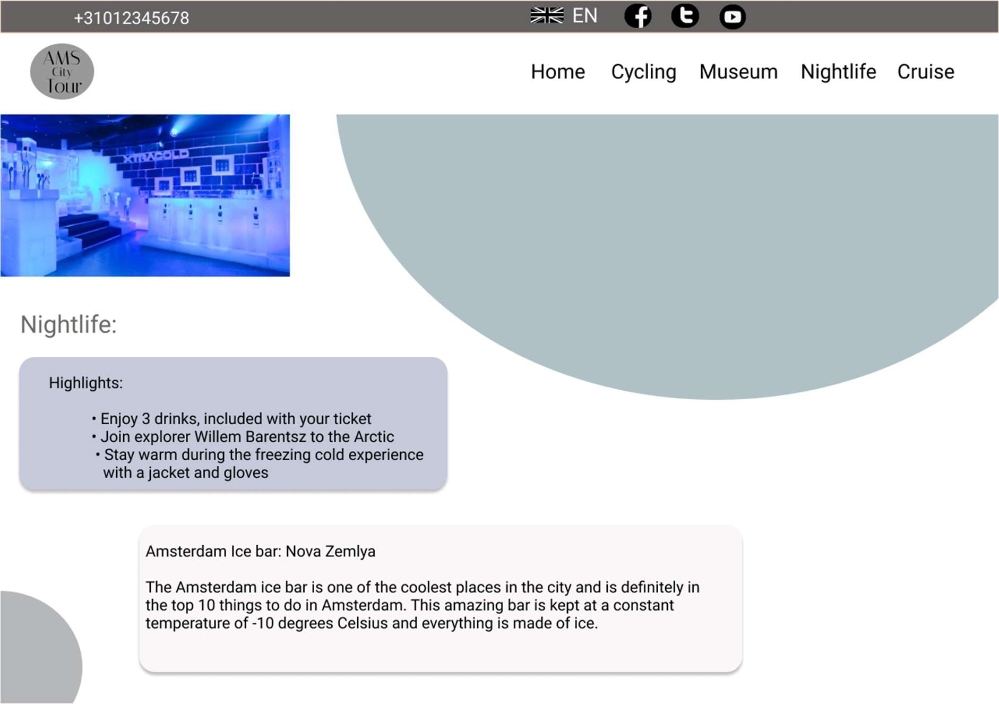 +31012345678
EN
AMS
City
Tour
Home Cycling Museum Nightlife Cruise
XTRACOLD
Nightlife:
Highlights:
• Enjoy 3 drinks, included with your ticket
• Join explorer Willem Barentsz to the Arctic
• Stay warm during the freezing cold experience
with a jacket and gloves
Amsterdam Ice bar: Nova Zemlya
The Amsterdam ice bar is one of the coolest places in the city and is definitely in
the top 10 things to do in Amsterdam. This amazing bar is kept at a constant
temperature of -10 degrees Celsius and everything is made of ice.